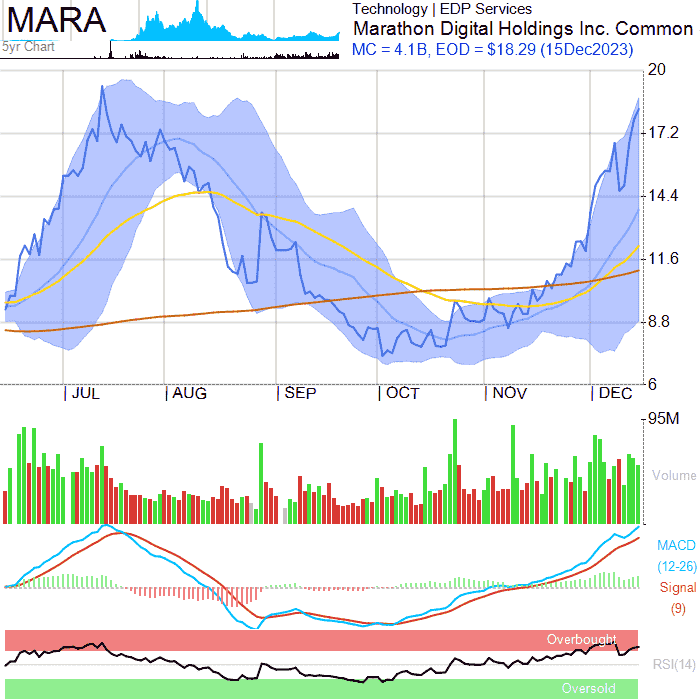 MARA
5yr Chart
Technology | EDP Services
Marathon Digital Holdings Inc. Common
MC = 4.1B, EOD = $18.29 (15Dec2023)
20
17.2
14.4
11.6
8.8
6
| JUL | AUG | SEP | OCT | NOV | DEC
95M
Volume
MACD
(12-26)
Signal
(9)
Overbought
RSI(14)
Oversold